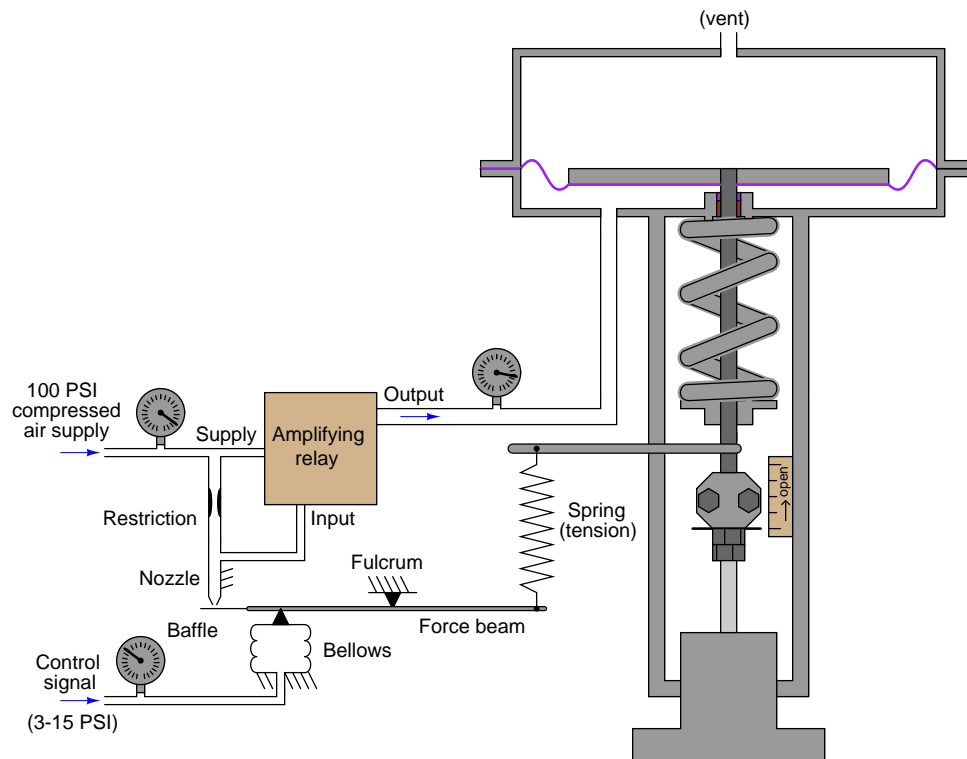 (vent)
100 PSI
compressed
air supply
Supply
Output
Amplifying
relay
Restriction
Input
Spring
(tension)
→ open
Nozzle
Fulcrum
Baffle
Force beam
Bellows
Control
signal
(3-15 PSI)